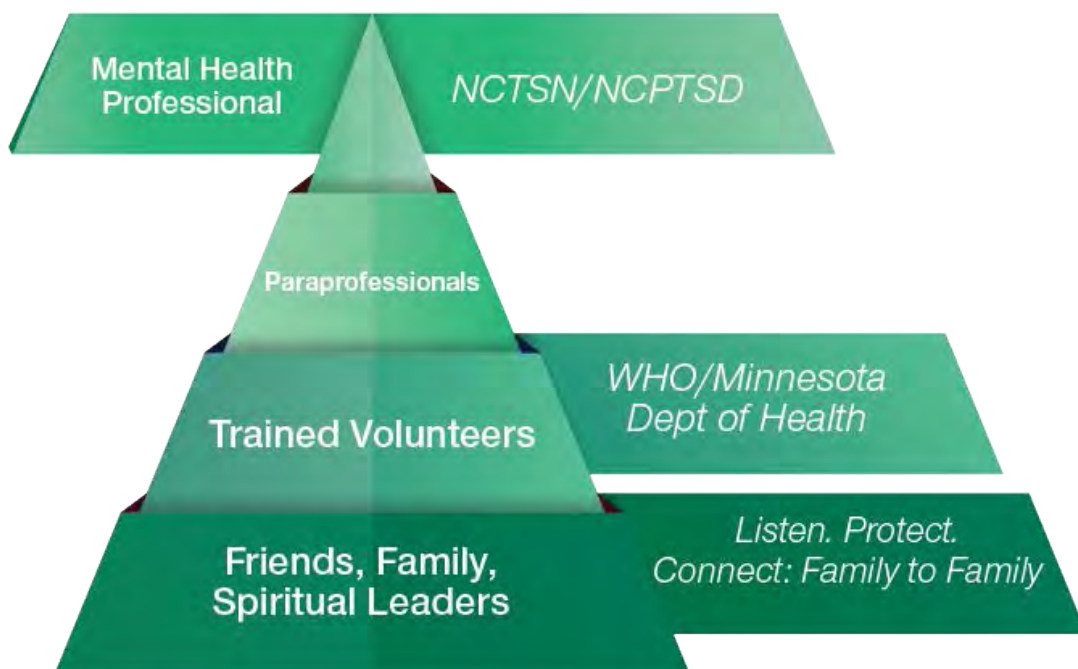 Mental Health
Professional
NCTSN/NCPTSD
Paraprofessionals
WHO/Minnesota
Dept of Health
Trained Volunteers
Listen. Protect.
Connect: Family to Family
Friends, Family,
Spiritual Leaders